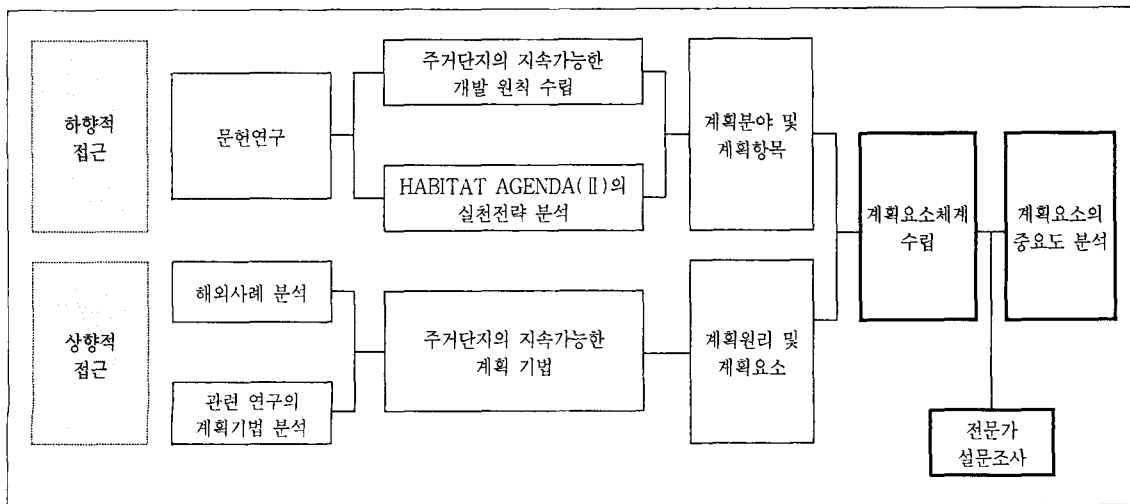 하향적
접근
문헌연구
주거단지의 지속가능한
개발 원칙 수립
HABITAT AGENDA(Ⅱ)의
실천전략 분석
계획분야 및
계획항목
계획요소체계
수립
계획요소의
중요도 분석
상향적
접근
해외사례 분석
관련 연구의
계획기법 분석
주거단지의 지속가능한
계획 기법
계획원리 및
계획요소
전문가
설문조사